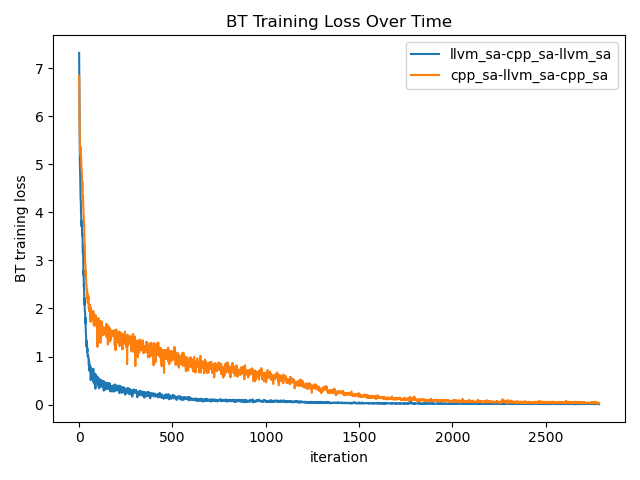 BT Training Loss Over Time
llvm_sa-cpp_sa-llvm_sa
cpp_sa-llvm_sa-cpp_sa
BT training loss
7
6
5
4
3
2
1
0
0 500 1000 1500 2000 2500
iteration